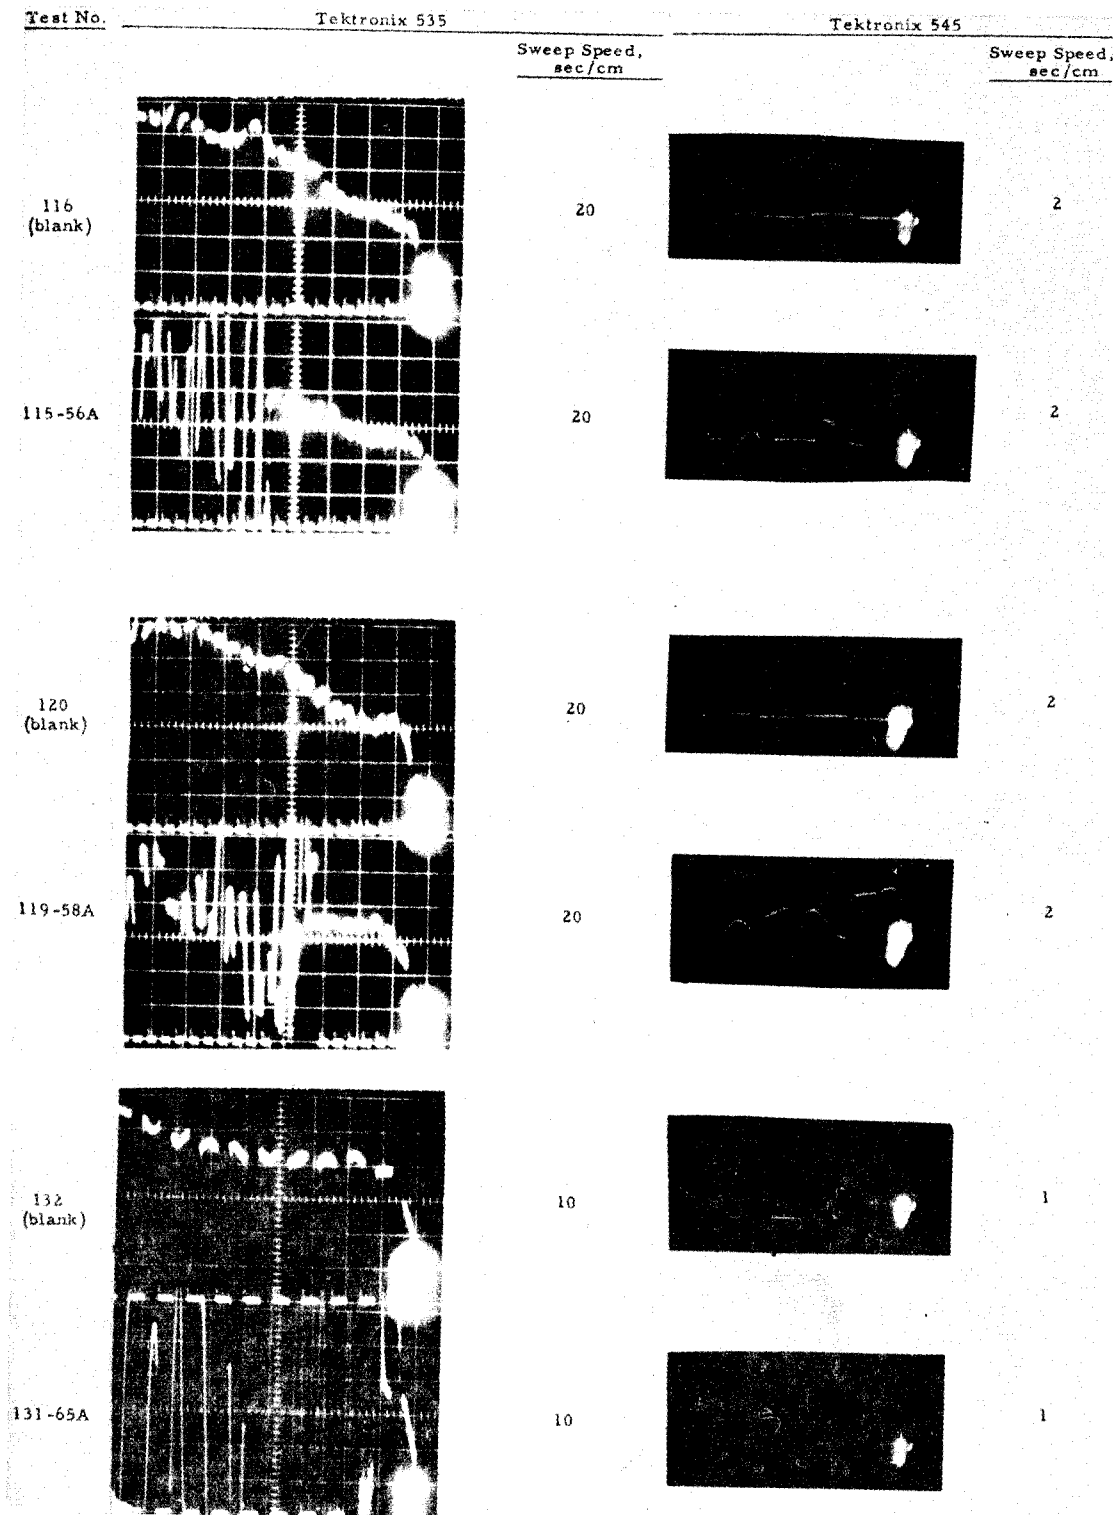 Test No.
Tektronix 535
Tektronix 545
Sweep Speed,
sec/cm
Sweep Speed,
sec/cm
116
(blank)
20
2
115-56A
20
2
120
(blank)
20
2
119-58A
20
2
132
(blank)
10
1
131-65A
10
1